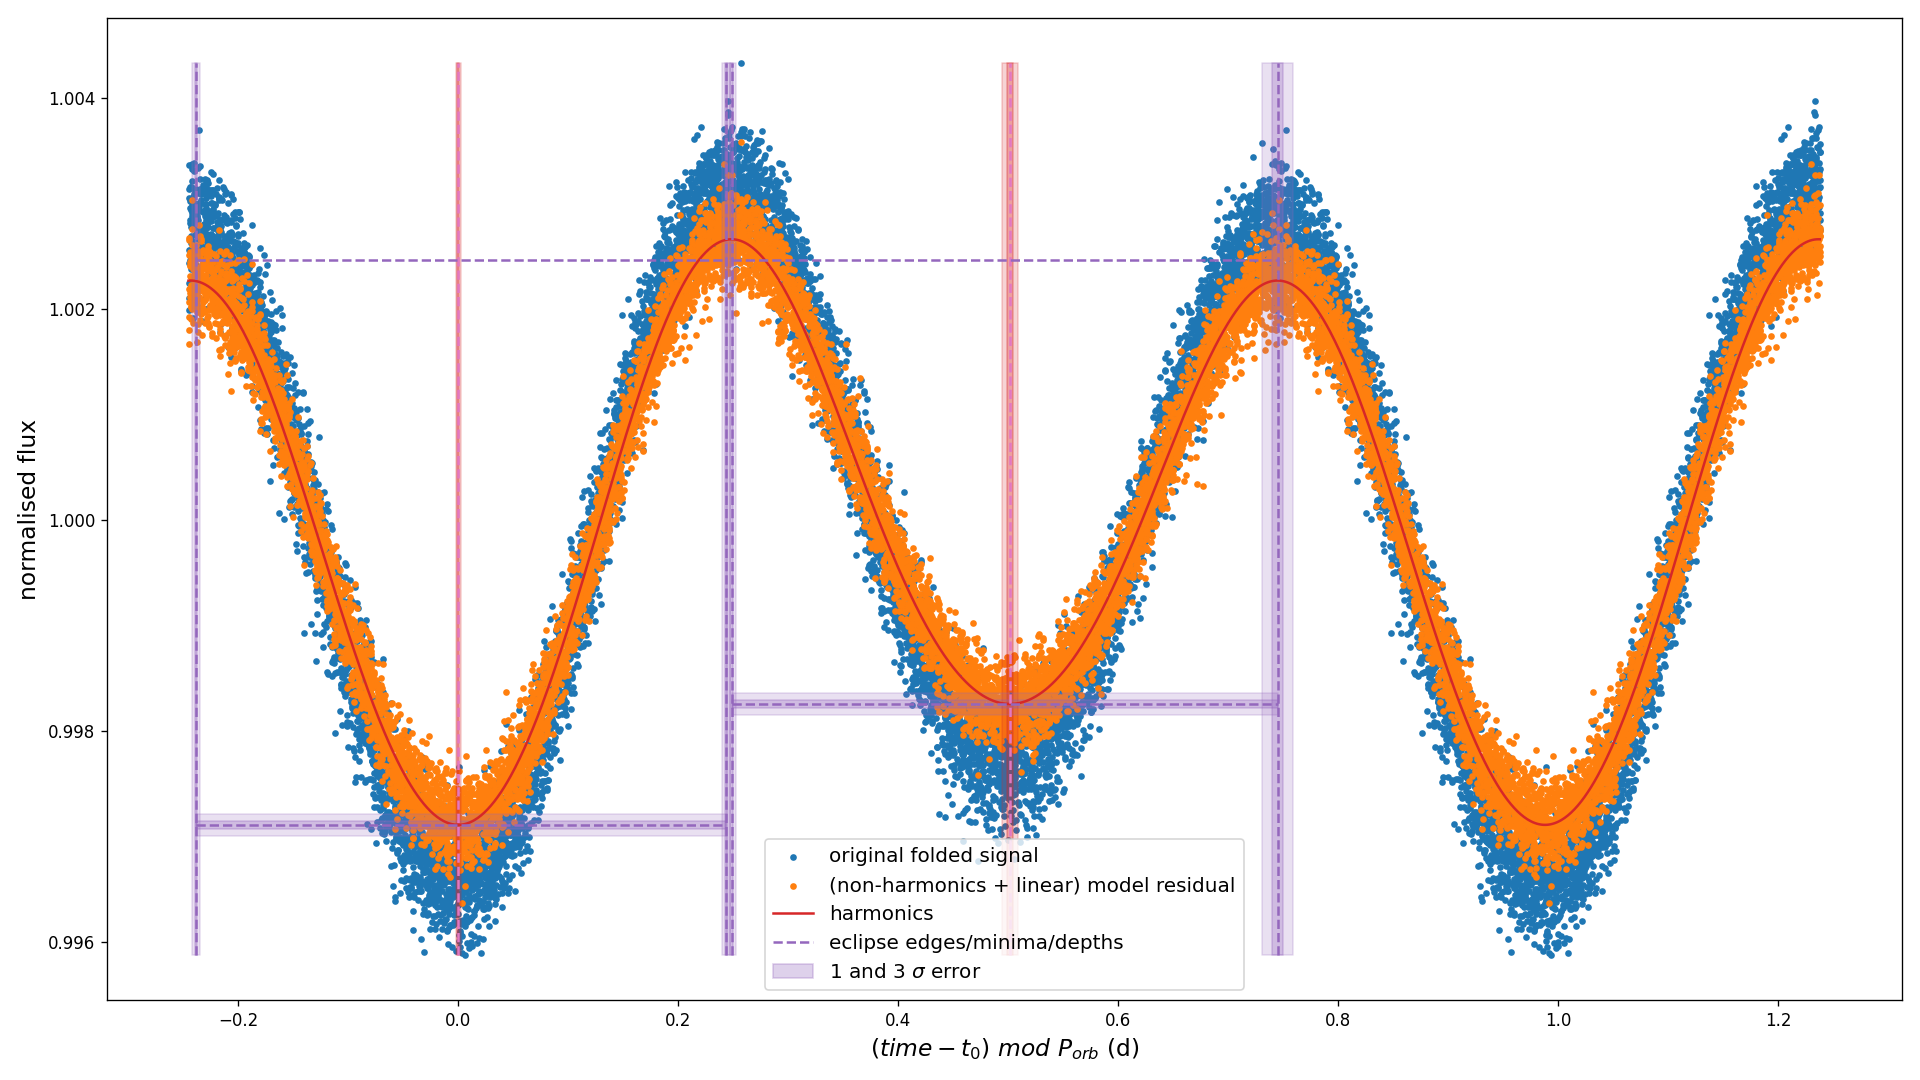 normalised flux
1.004
1.002
1.000
0.998
0.996
−0.2 0.0 0.2 0.4 0.6 0.8 1.0 1.2
(time − t₀) mod Pₒᵣb (d)
original folded signal
(non-harmonics + linear) model residual
harmonics
eclipse edges/minima/depths
1 and 3 σ error